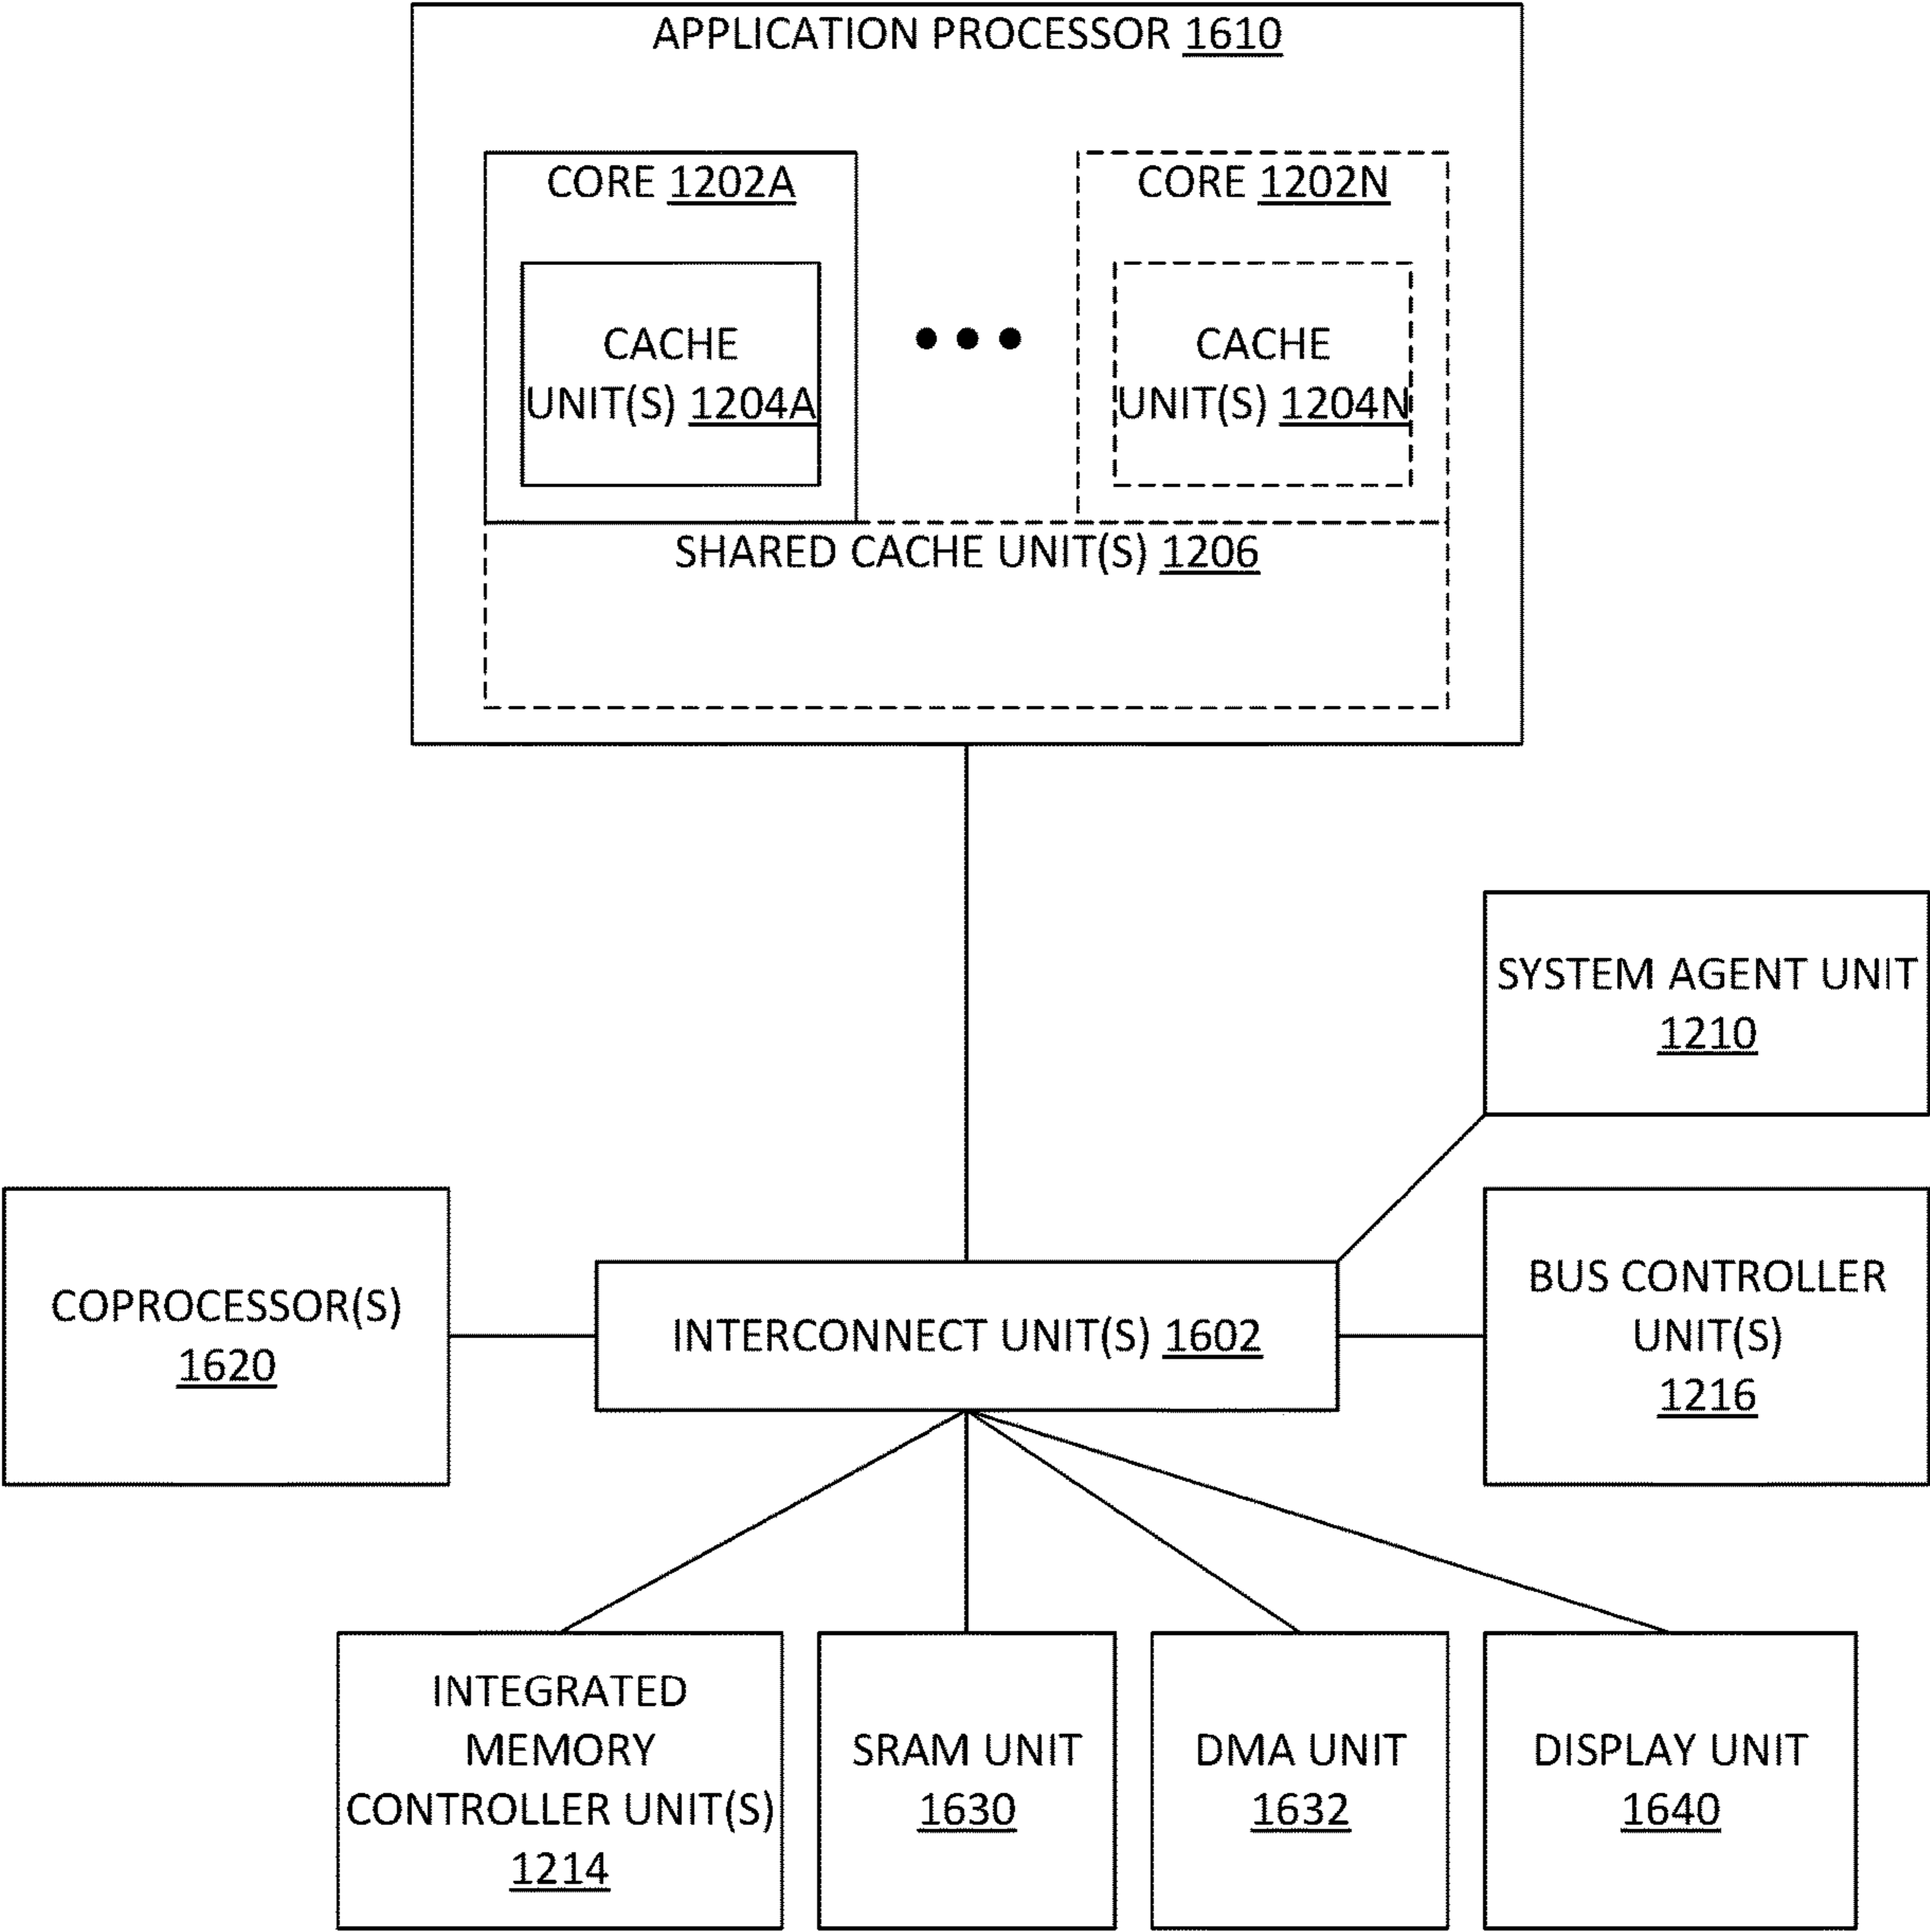 APPLICATION PROCESSOR 1610
CORE 1202A
CORE 1202N
CACHE
UNIT(S) 1204A
CACHE
UNIT(S) 1204N
SHARED CACHE UNIT(S) 1206
SYSTEM AGENT UNIT
1210
COPROCESSOR(S)
1620
INTERCONNECT UNIT(S) 1602
BUS CONTROLLER
UNIT(S)
1216
INTEGRATED
MEMORY
CONTROLLER UNIT(S)
1214
SRAM UNIT
1630
DMA UNIT
1632
DISPLAY UNIT
1640